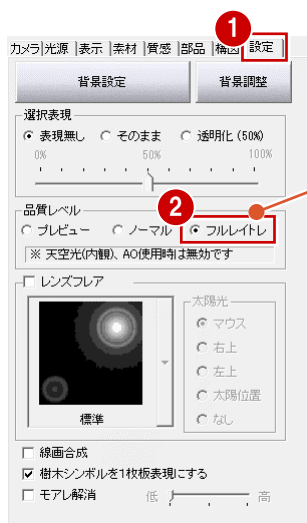 1
カメラ 光源 表示 素材 質感 部品 構図 設定
背景設定 背景調整
選択表現
表現無し そのまま 透明化 (50%)
0% 50% 100%
品質レベル
2
プレビュー ノーマル フルレイトレ
※ 天空光(内観)、AO使用時は無効です
レンズフレア
太陽光
マウス
右上
左上
太陽位置
なし
標準
線画合成
樹木シンボルを1枚板表現にする
モアレ解消 低 高